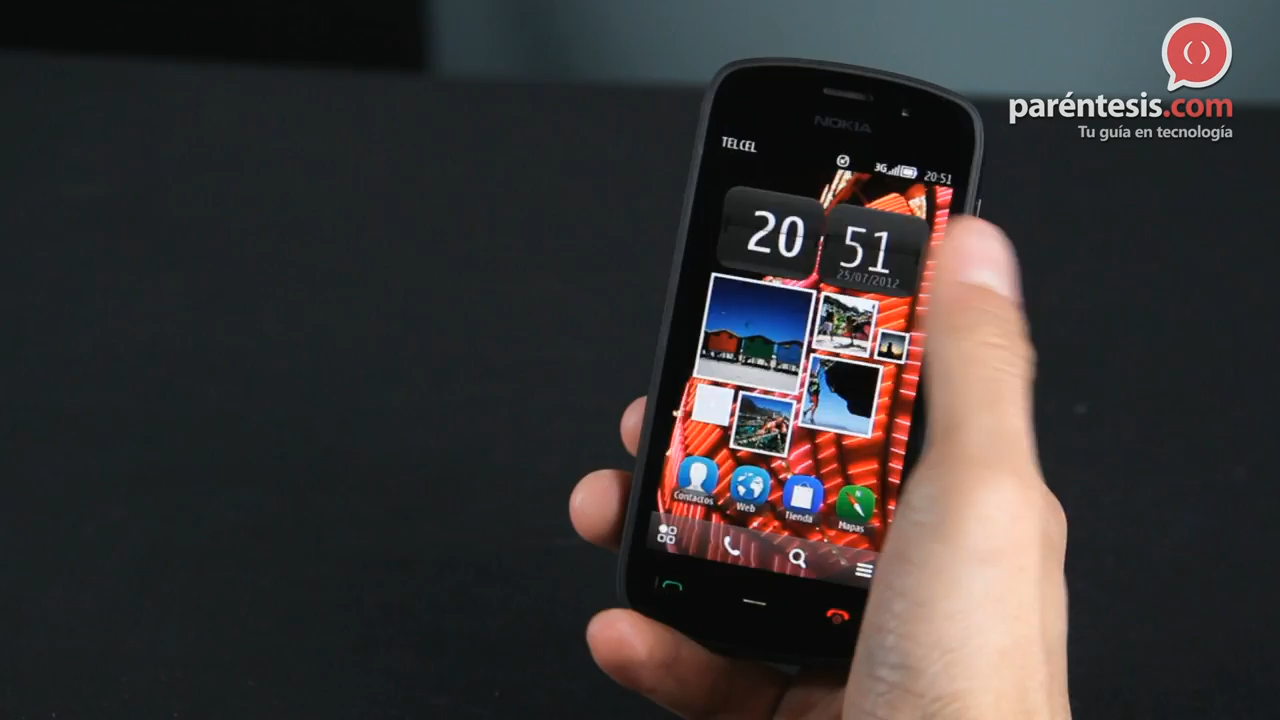 paréntesis.com
Tu guía en tecnología
NOKIA
TELCEL
3G 20:51
20 51
25/07/2012
Contactos Web Tienda Mapas